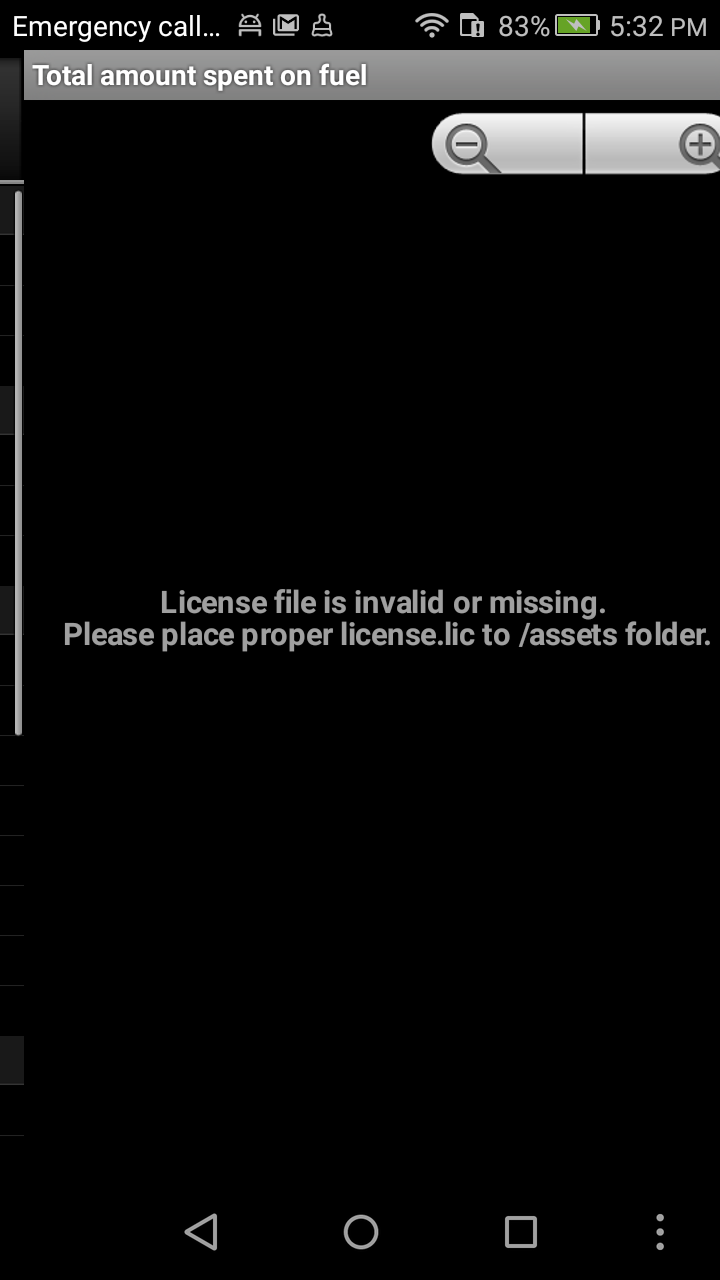 Emergency call... 83% 5:32 PM
Total amount spent on fuel
License file is invalid or missing.
Please place proper license.lic to /assets folder.